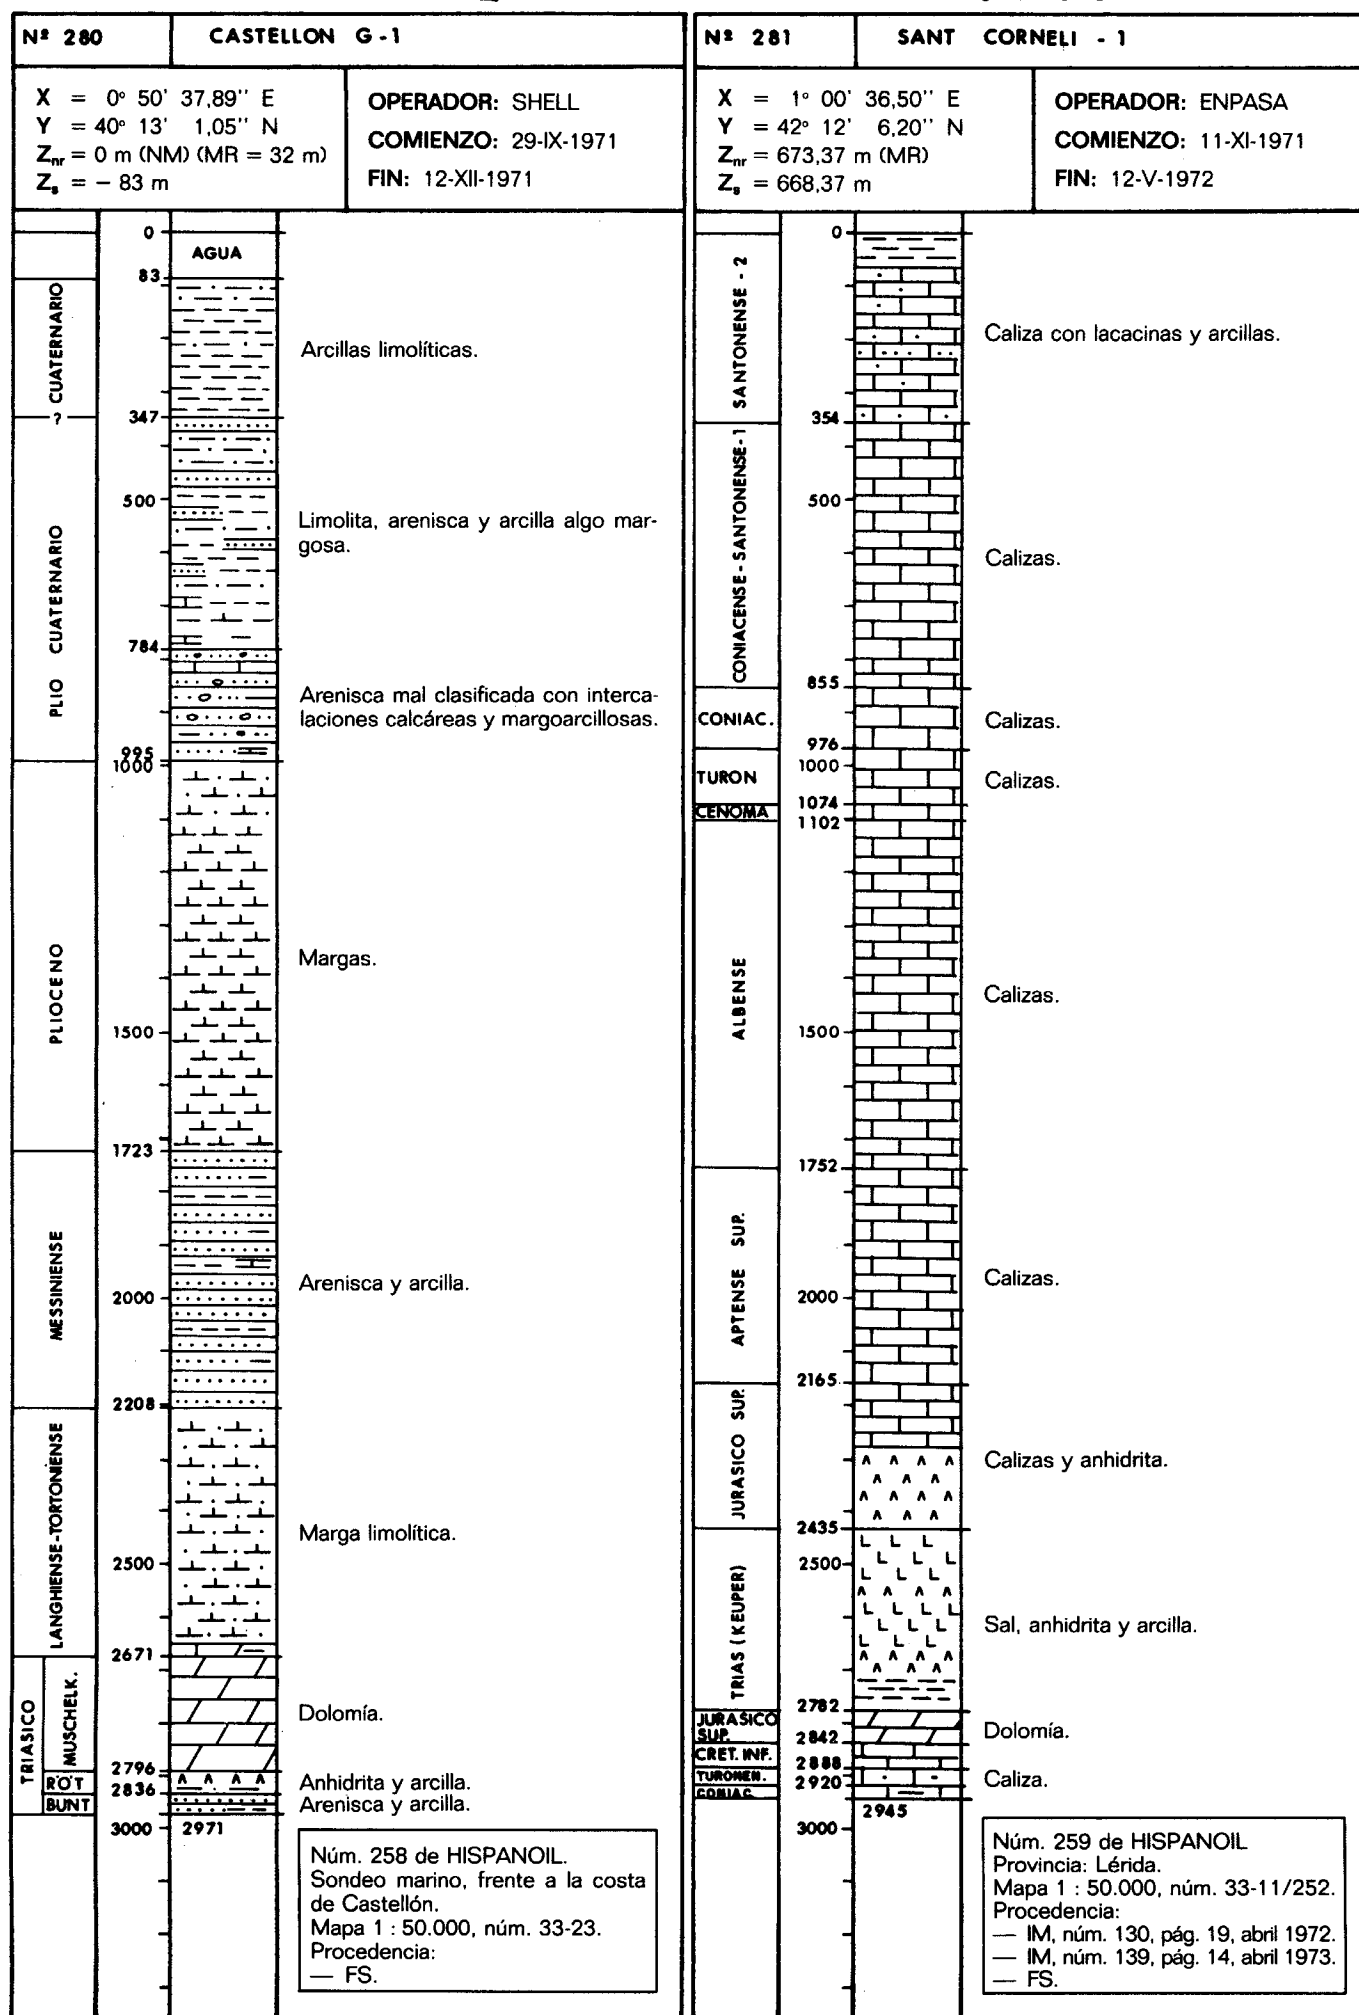 Nº 280 CASTELLON G-1
X = 0° 50' 37,89'' E
Y = 40° 13' 1,05'' N
Znr = 0 m (NM) (MR = 32 m)
Zs = – 83 m
OPERADOR: SHELL
COMIENZO: 29-IX-1971
FIN: 12-XII-1971
0
AGUA
83
CUATERNARIO
Arcillas limolíticas.
?
347
500
Limolita, arenisca y arcilla algo mar-
gosa.
PLIO CUATERNARIO
784
Arenisca mal clasificada con interca-
laciones calcáreas y margoarcillosas.
995
1000
PLIOCENO
Margas.
1500
1723
MESSINIENSE
Arenisca y arcilla.
2000
2208
LANGHIENSE-TORTONIENSE
Marga limolítica.
2500
2671
TRIASICO
MUSCHELK.
Dolomía.
2796
RÖT
Anhidrita y arcilla.
2836
BUNT
Arenisca y arcilla.
3000
2971
Núm. 258 de HISPANOIL.
Sondeo marino, frente a la costa
de Castellón.
Mapa 1 : 50.000, núm. 33-23.
Procedencia:
— FS.
Nº 281 SANT CORNELI - 1
X = 1° 00' 36,50'' E
Y = 42° 12' 6,20'' N
Znr = 673,37 m (MR)
Zs = 668,37 m
OPERADOR: ENPASA
COMIENZO: 11-XI-1971
FIN: 12-V-1972
0
SANTONENSE - 2
Caliza con lacacinas y arcillas.
354
CONIACENSE-SANTONENSE-1
500
Calizas.
855
CONIAC.
Calizas.
976
1000
TURON
Calizas.
1074
CENOMA
1102
ALBENSE
Calizas.
1500
1752
APTENSE SUP.
Calizas.
2000
2165
JURASICO SUP.
Calizas y anhidrita.
2435
2500
TRIAS (KEUPER)
Sal, anhidrita y arcilla.
2782
JURASICO
SUP.
Dolomía.
2842
CRET. INF.
2888
TURONEN.
Caliza.
2920
CONIAC
2945
3000
Núm. 259 de HISPANOIL
Provincia: Lérida.
Mapa 1 : 50.000, núm. 33-11/252.
Procedencia:
— IM, núm. 130, pág. 19, abril 1972.
— IM, núm. 139, pág. 14, abril 1973.
— FS.